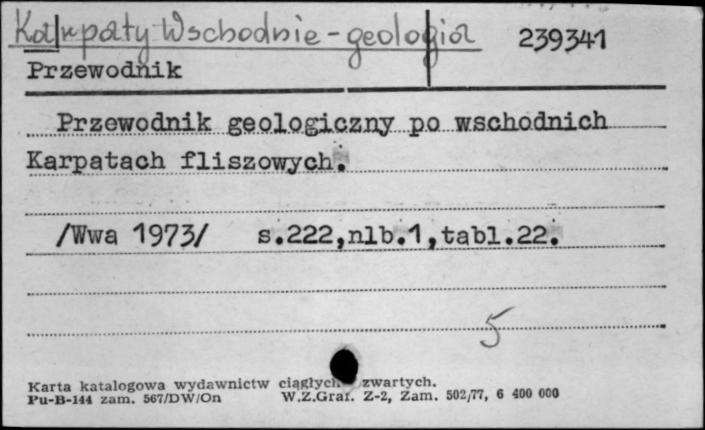 Karpaty Wschodnie - geologia 239341
Przewodnik
Przewodnik geologiczny po wschodnich
Karpatach fliszowych.
/Wwa 1973/ s.222,nlb.1,tabl.22.
5
Karta katalogowa wydawnictw ciągłych zwartych.
Pu-B-144 zam. 567/DW/On W.Z.Graf. Z-2, Zam. 502/77, 6 400 000